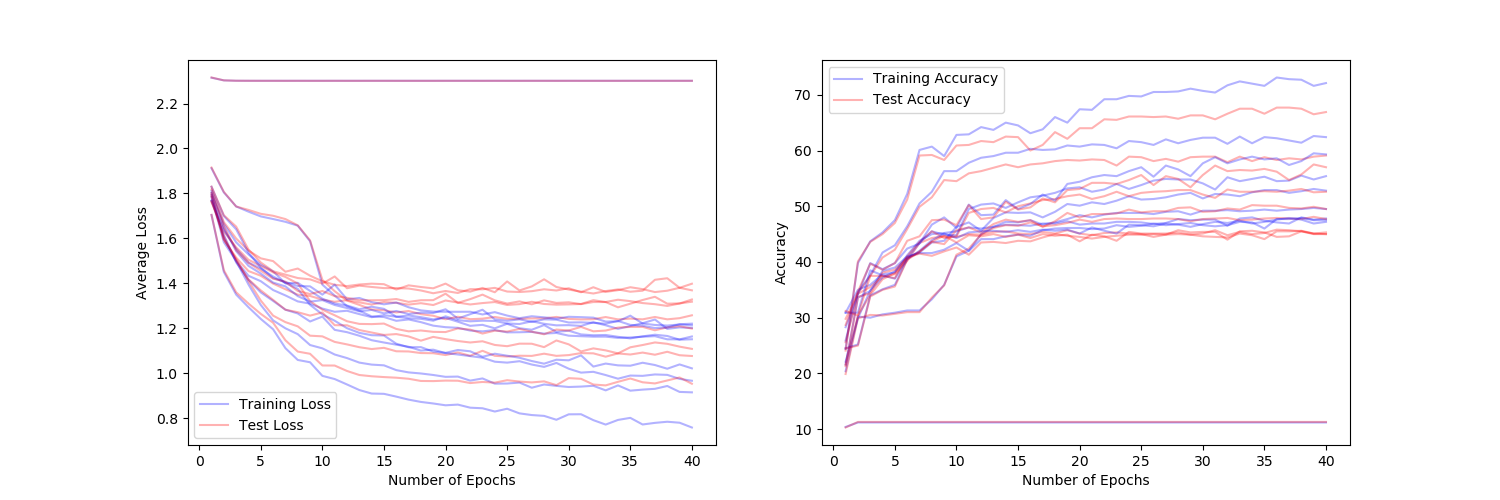 2.2
2.0
1.8
1.6
1.4
1.2
1.0
0.8
Average Loss
Training Loss
Test Loss
0 5 10 15 20 25 30 35 40
Number of Epochs
70
60
50
40
30
20
10
Accuracy
Training Accuracy
Test Accuracy
0 5 10 15 20 25 30 35 40
Number of Epochs